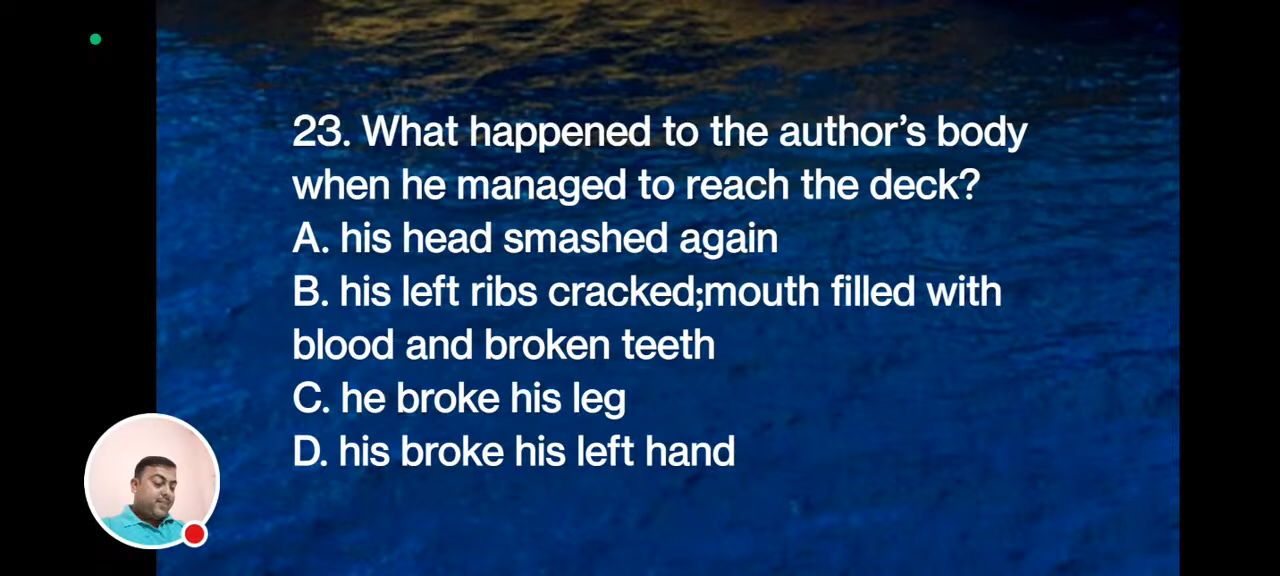 23. What happened to the author’s body
when he managed to reach the deck?
A. his head smashed again
B. his left ribs cracked;mouth filled with
blood and broken teeth
C. he broke his leg
D. his broke his left hand